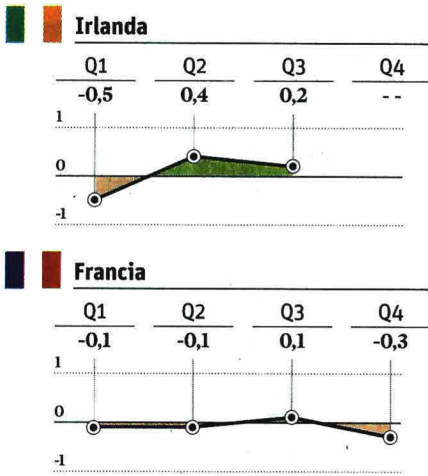 Irlanda
Q1 Q2 Q3 Q4
-0,5 0,4 0,2 --
1
0
-1
Francia
Q1 Q2 Q3 Q4
-0,1 -0,1 0,1 -0,3
1
0
-1